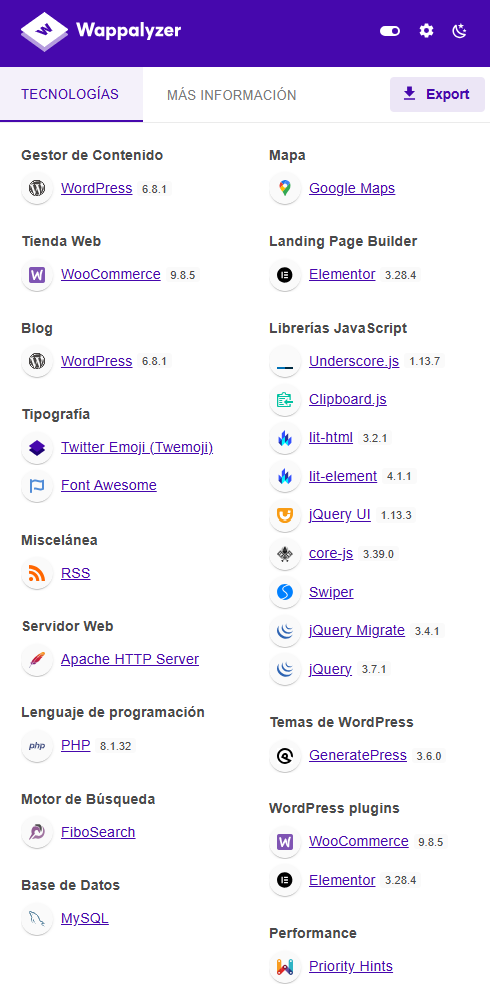 Wappalyzer
TECNOLOGÍAS
MÁS INFORMACIÓN
Export
Gestor de Contenido
WordPress 6.8.1
Tienda Web
WooCommerce 9.8.5
Blog
WordPress 6.8.1
Tipografía
Twitter Emoji (Twemoji)
Font Awesome
Miscelánea
RSS
Servidor Web
Apache HTTP Server
Lenguaje de programación
php PHP 8.1.32
Motor de Búsqueda
FiboSearch
Base de Datos
MySQL
Mapa
Google Maps
Landing Page Builder
Elementor 3.28.4
Librerías JavaScript
Underscore.js 1.13.7
Clipboard.js
lit-html 3.2.1
lit-element 4.1.1
jQuery UI 1.13.3
core-js 3.39.0
Swiper
jQuery Migrate 3.4.1
jQuery 3.7.1
Temas de WordPress
GeneratePress 3.6.0
WordPress plugins
WooCommerce 9.8.5
Elementor 3.28.4
Performance
Priority Hints